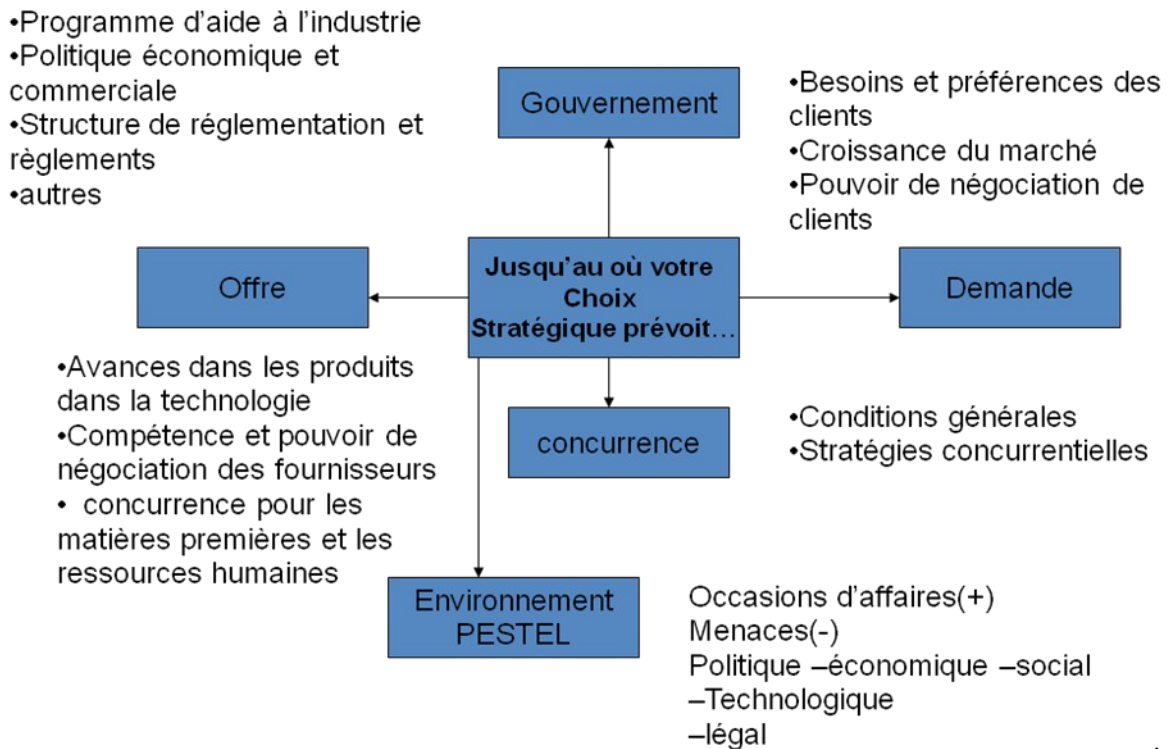 •Programme d'aide à l'industrie
•Politique économique et
commerciale
•Structure de réglementation et
règlements
•autres
Gouvernement
•Besoins et préférences des
clients
•Croissance du marché
•Pouvoir de négociation de
clients
Offre
Jusqu'au où votre
Choix
Stratégique prévoit…
Demande
•Avances dans les produits
dans la technologie
•Compétence et pouvoir de
négociation des fournisseurs
• concurrence pour les
matières premières et les
ressources humaines
concurrence
•Conditions générales
•Stratégies concurrentielles
Environnement
PESTEL
Occasions d'affaires(+)
Menaces(-)
Politique –économique –social
–Technologique
–légal